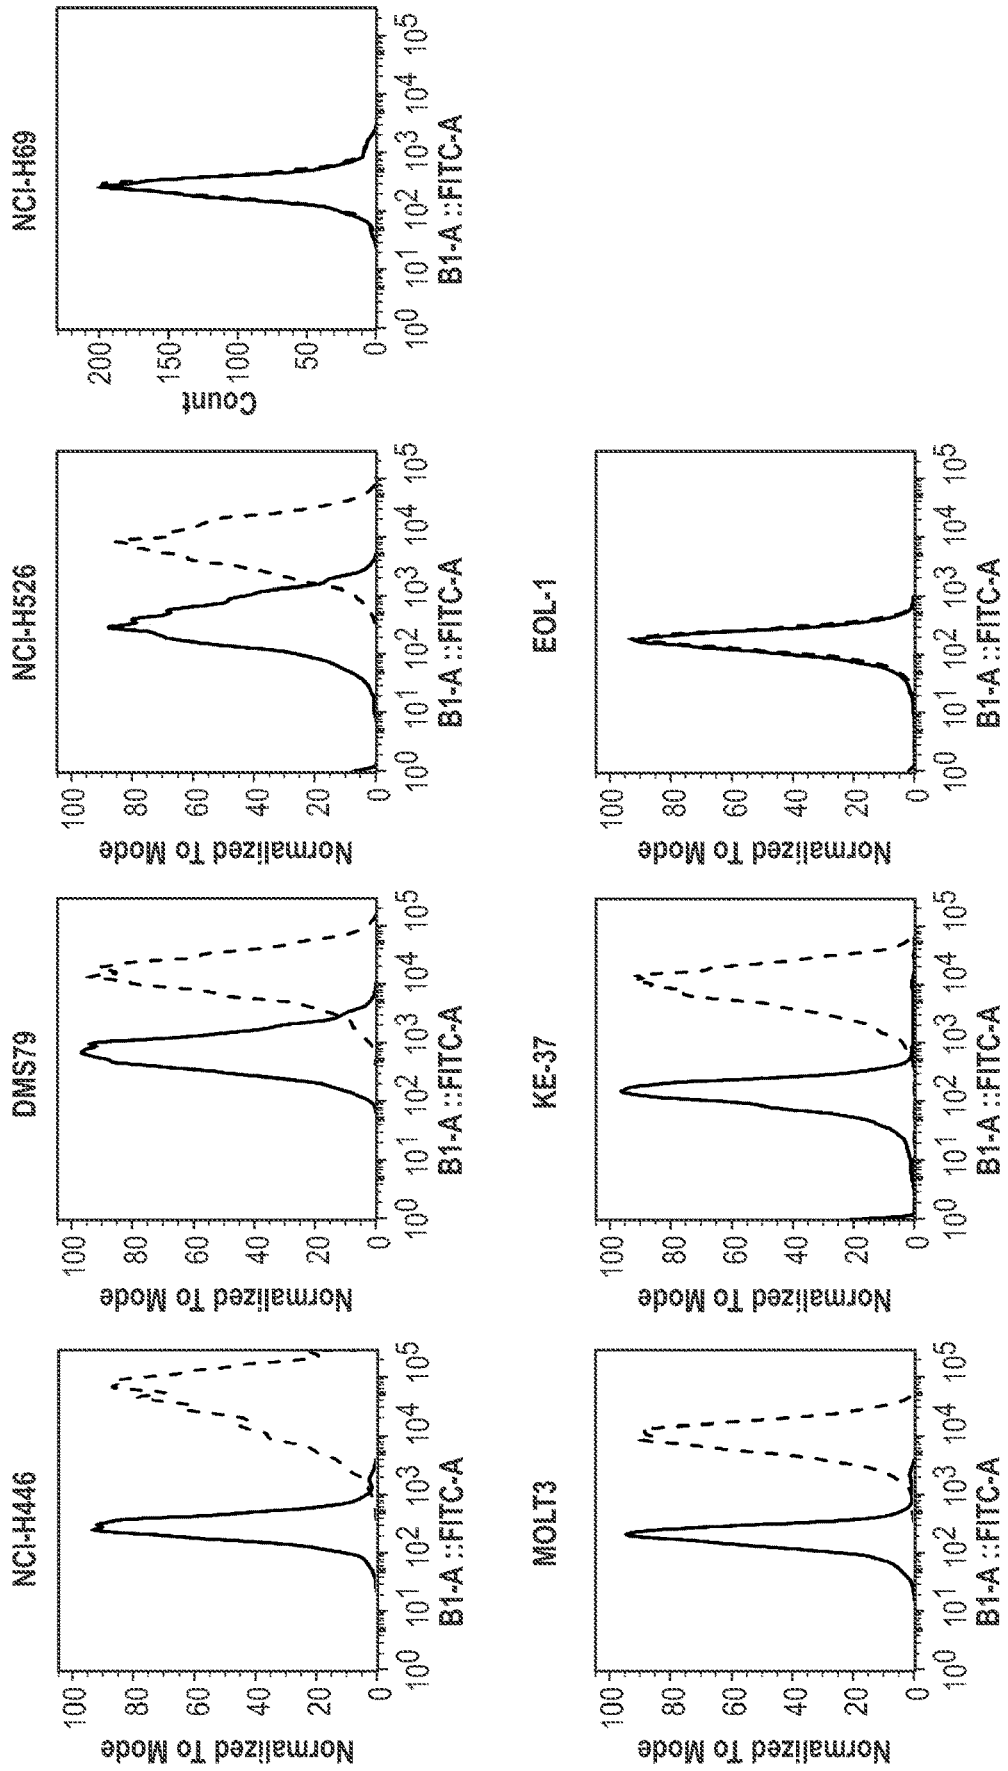 NCI-H446
Normalized To Mode
100
80
60
40
20
0
10^0 10^1 10^2 10^3 10^4 10^5
B1-A ::FITC-A
DMS79
Normalized To Mode
100
80
60
40
20
0
10^0 10^1 10^2 10^3 10^4 10^5
B1-A ::FITC-A
NCI-H526
Normalized To Mode
100
80
60
40
20
0
10^0 10^1 10^2 10^3 10^4 10^5
B1-A ::FITC-A
NCI-H69
Count
200
150
100
50
0
10^0 10^1 10^2 10^3 10^4 10^5
B1-A ::FITC-A
MOLT3
Normalized To Mode
100
80
60
40
20
0
10^0 10^1 10^2 10^3 10^4 10^5
B1-A ::FITC-A
KE-37
Normalized To Mode
100
80
60
40
20
0
10^0 10^1 10^2 10^3 10^4 10^5
B1-A ::FITC-A
EOL-1
Normalized To Mode
100
80
60
40
20
0
10^0 10^1 10^2 10^3 10^4 10^5
B1-A ::FITC-A